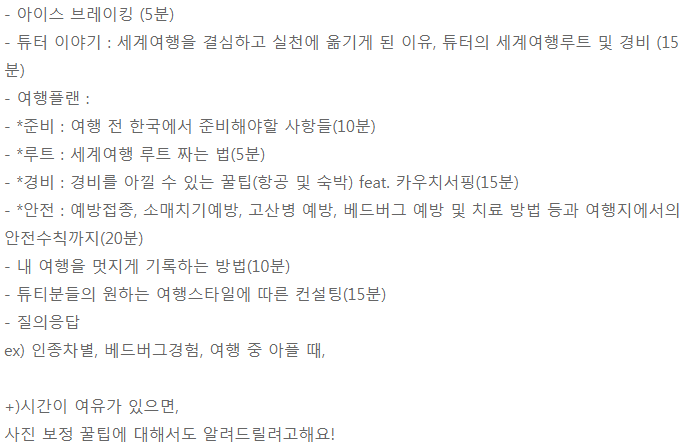 - 아이스 브레이킹 (5분)
- 튜터 이야기 : 세계여행을 결심하고 실천에 옮기게 된 이유, 튜터의 세계여행루트 및 경비 (15
분)
- 여행플랜 :
- *준비 : 여행 전 한국에서 준비해야할 사항들(10분)
- *루트 : 세계여행 루트 짜는 법(5분)
- *경비 : 경비를 아낄 수 있는 꿀팁(항공 및 숙박) feat. 카우치서핑(15분)
- *안전 : 예방접종, 소매치기예방, 고산병 예방, 베드버그 예방 및 치료 방법 등과 여행지에서의
안전수칙까지(20분)
- 내 여행을 멋지게 기록하는 방법(10분)
- 튜티분들의 원하는 여행스타일에 따른 컨설팅(15분)
- 질의응답
ex) 인종차별, 베드버그경험, 여행 중 아플 때,
+)시간이 여유가 있으면,
사진 보정 꿀팁에 대해서도 알려드릴려고해요!